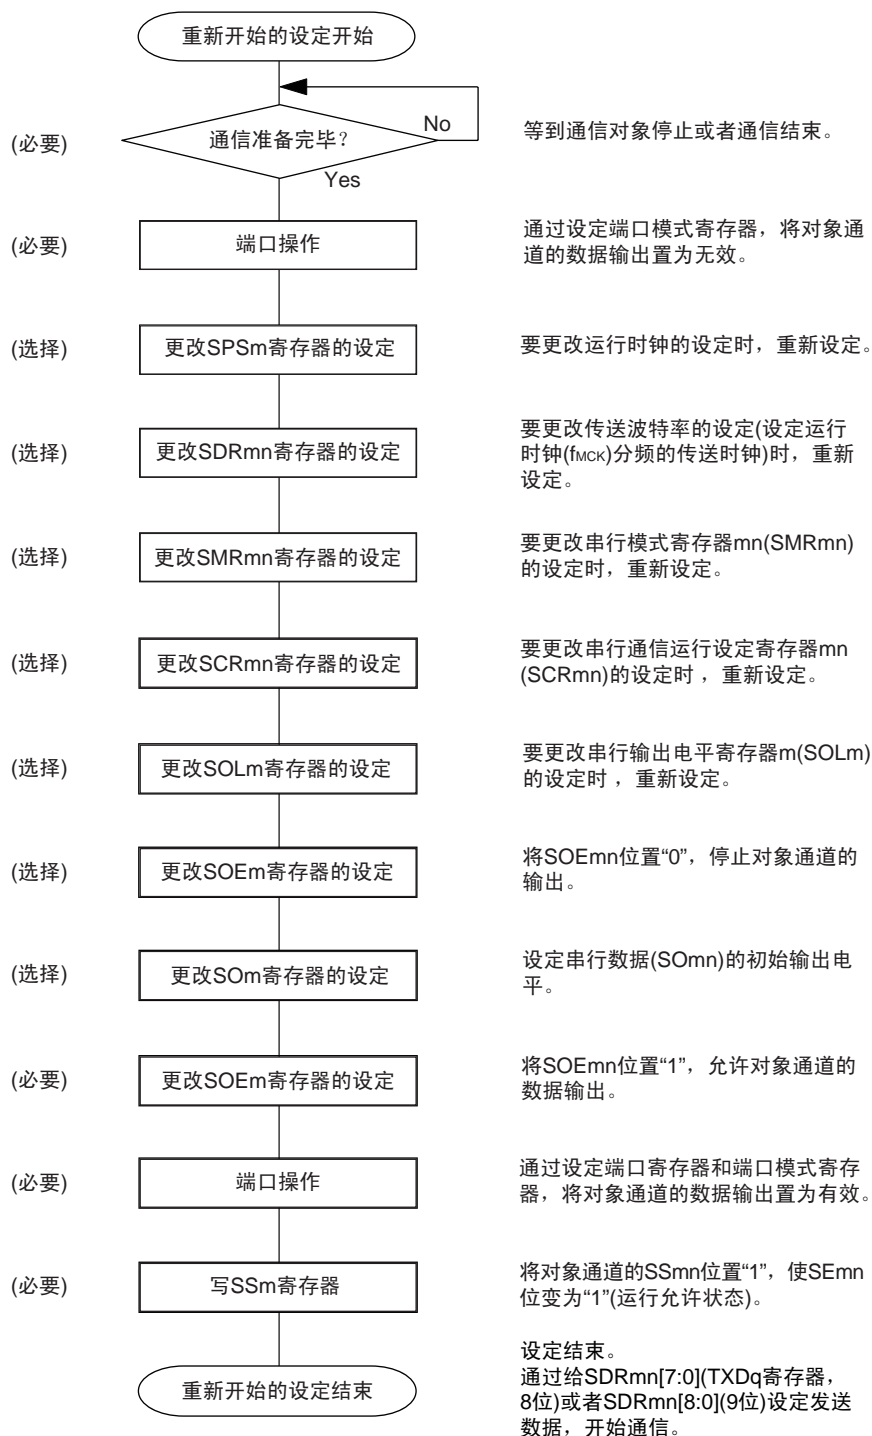 重新开始的设定开始
(必要)
通信准备完毕？
No
Yes
等到通信对象停止或者通信结束。
(必要)
端口操作
通过设定端口模式寄存器，将对象通
道的数据输出置为无效。
(选择)
更改SPSm寄存器的设定
要更改运行时钟的设定时，重新设定。
(选择)
更改SDRmn寄存器的设定
要更改传送波特率的设定(设定运行
时钟(fMCK)分频的传送时钟)时，重新
设定。
(选择)
更改SMRmn寄存器的设定
要更改串行模式寄存器mn(SMRmn)
的设定时，重新设定。
(选择)
更改SCRmn寄存器的设定
要更改串行通信运行设定寄存器mn
(SCRmn)的设定时，重新设定。
(选择)
更改SOLm寄存器的设定
要更改串行输出电平寄存器m(SOLm)
的设定时，重新设定。
(选择)
更改SOEm寄存器的设定
将SOEmn位置“0”，停止对象通道的
输出。
(选择)
更改SOm寄存器的设定
设定串行数据(SOmn)的初始输出电
平。
(必要)
更改SOEm寄存器的设定
将SOEmn位置“1”，允许对象通道的
数据输出。
(必要)
端口操作
通过设定端口寄存器和端口模式寄存
器，将对象通道的数据输出置为有效。
(必要)
写SSm寄存器
将对象通道的SSmn位置“1”，使SEmn
位变为“1”(运行允许状态)。
重新开始的设定结束
设定结束。
通过给SDRmn[7:0](TXDq寄存器，
8位)或者SDRmn[8:0](9位)设定发送
数据，开始通信。